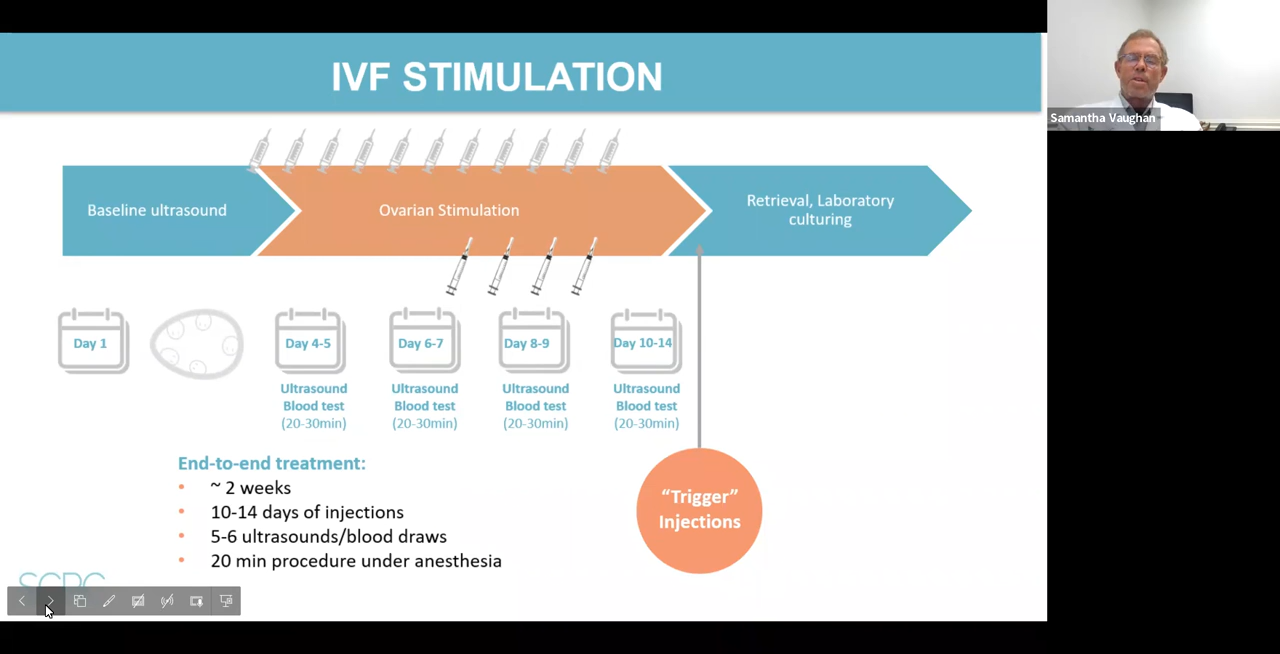 IVF STIMULATION
Samantha Vaughan
Baseline ultrasound
Ovarian Stimulation
Retrieval, Laboratory
culturing
Day 1
Day 4-5
Day 6-7
Day 8-9
Day 10-14
Ultrasound
Blood test
(20-30min)
Ultrasound
Blood test
(20-30min)
Ultrasound
Blood test
(20-30min)
Ultrasound
Blood test
(20-30min)
End-to-end treatment:
• ~ 2 weeks
• 10-14 days of injections
• 5-6 ultrasounds/blood draws
• 20 min procedure under anesthesia
“Trigger”
Injections